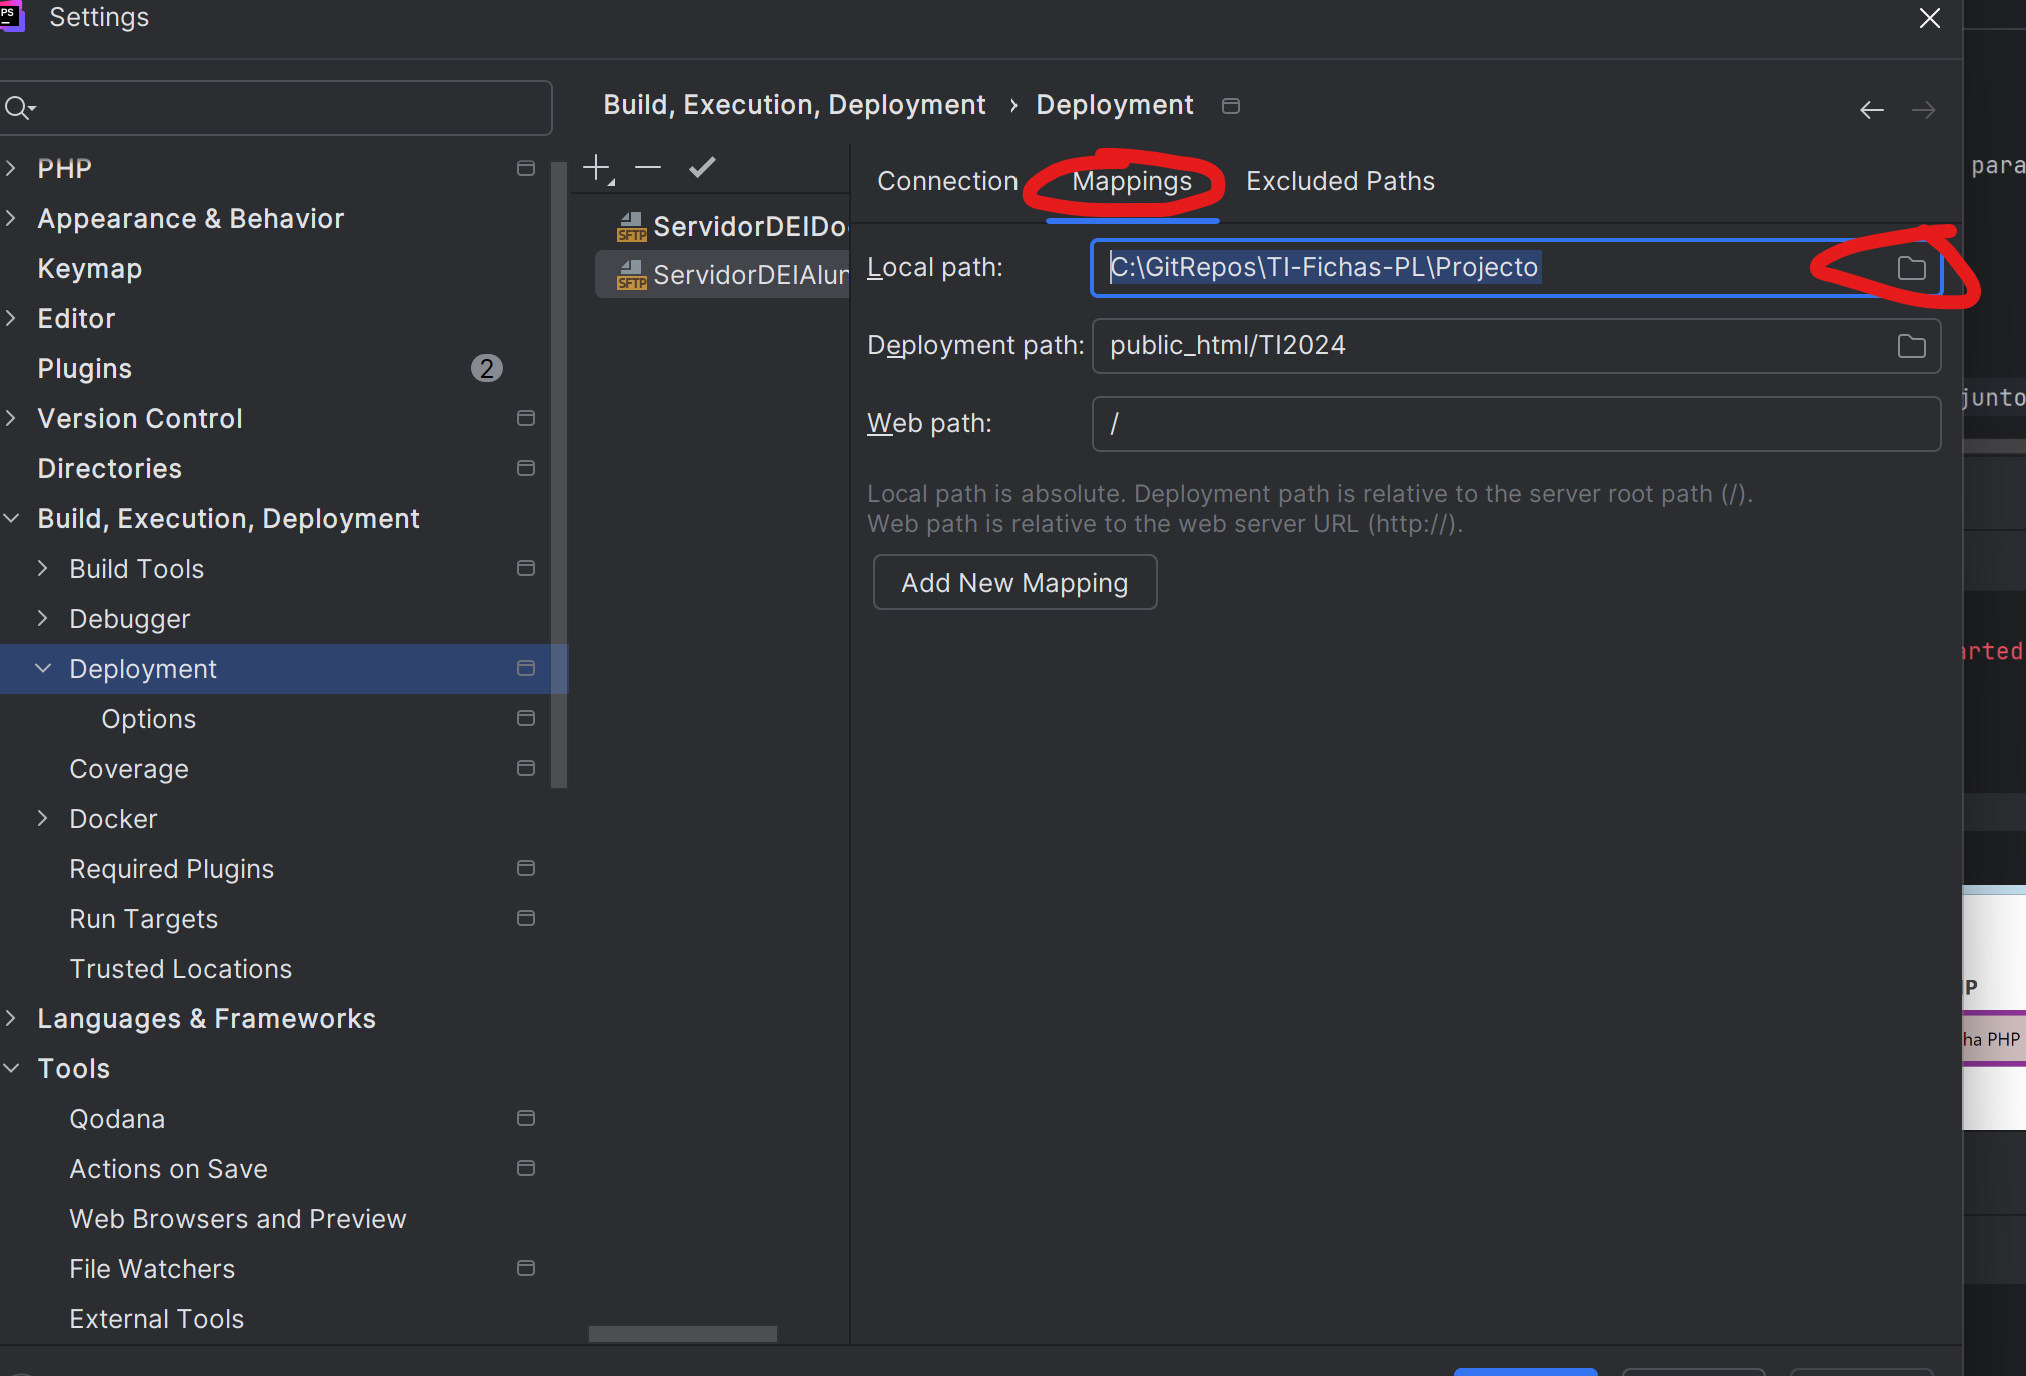 PS
Settings
Build, Execution, Deployment › Deployment
PHP
Appearance & Behavior
Keymap
Editor
Plugins 2
Version Control
Directories
Build, Execution, Deployment
Build Tools
Debugger
Deployment
Options
Coverage
Docker
Required Plugins
Run Targets
Trusted Locations
Languages & Frameworks
Tools
Qodana
Actions on Save
Web Browsers and Preview
File Watchers
External Tools
SFTP ServidorDEIDo
SFTP ServidorDEIAlun
Connection Mappings Excluded Paths
Local path: C:\GitRepos\TI-Fichas-PL\Projecto
Deployment path: public_html/TI2024
Web path: /
Local path is absolute. Deployment path is relative to the server root path (/).
Web path is relative to the web server URL (http://).
Add New Mapping
para
junto
arted
P
ha PHP